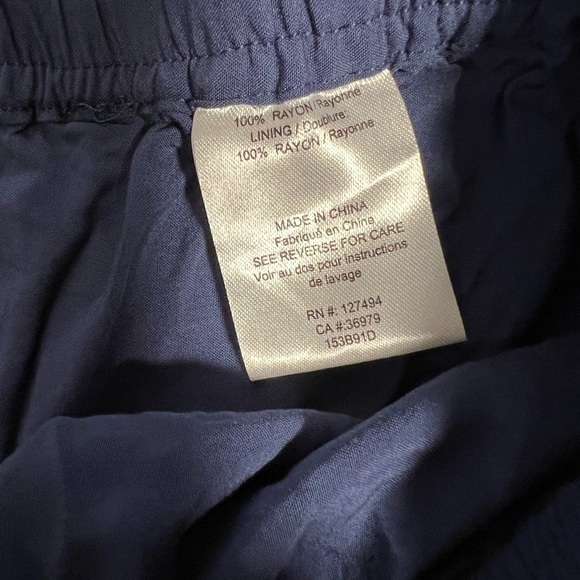 100% RAYON/Rayonne
LINING / Doublure:
100% RAYON / Rayonne
MADE IN CHINA
Fabriqué en Chine
SEE REVERSE FOR CARE
Voir au dos pour instructions
de lavage
RN #: 127494
CA #:36979
153B91D